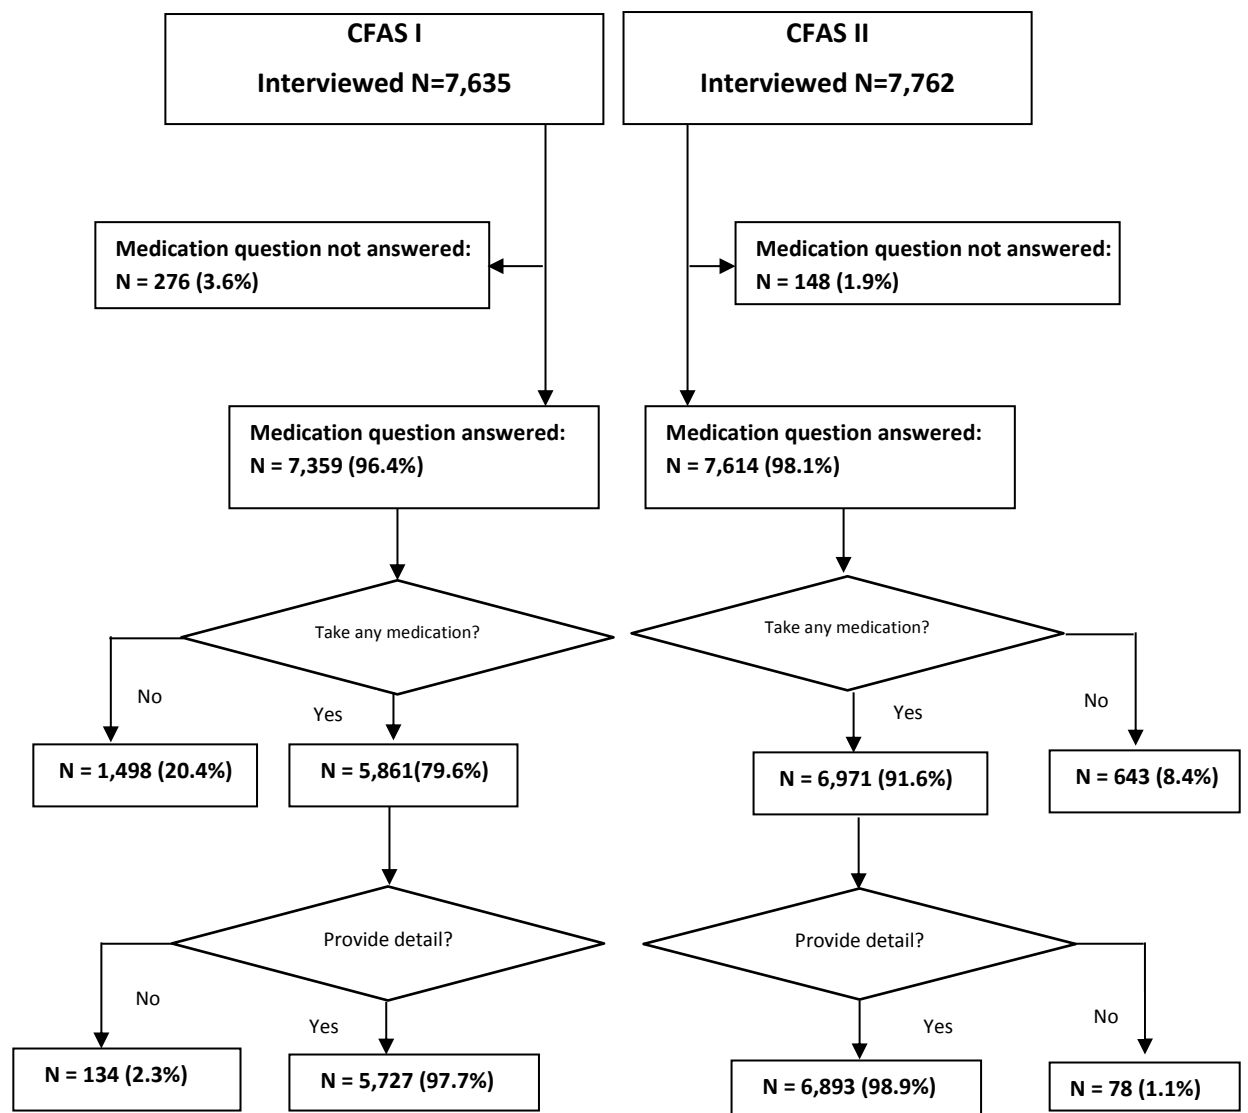 CFAS I
Interviewed N=7,635
CFAS II
Interviewed N=7,762
Medication question not answered:
N = 276 (3.6%)
Medication question not answered:
N = 148 (1.9%)
Medication question answered:
N = 7,359 (96.4%)
Medication question answered:
N = 7,614 (98.1%)
Take any medication?
Take any medication?
No
Yes
Yes
No
N = 1,498 (20.4%)
N = 5,861(79.6%)
N = 6,971 (91.6%)
N = 643 (8.4%)
Provide detail?
Provide detail?
No
Yes
Yes
No
N = 134 (2.3%)
N = 5,727 (97.7%)
N = 6,893 (98.9%)
N = 78 (1.1%)